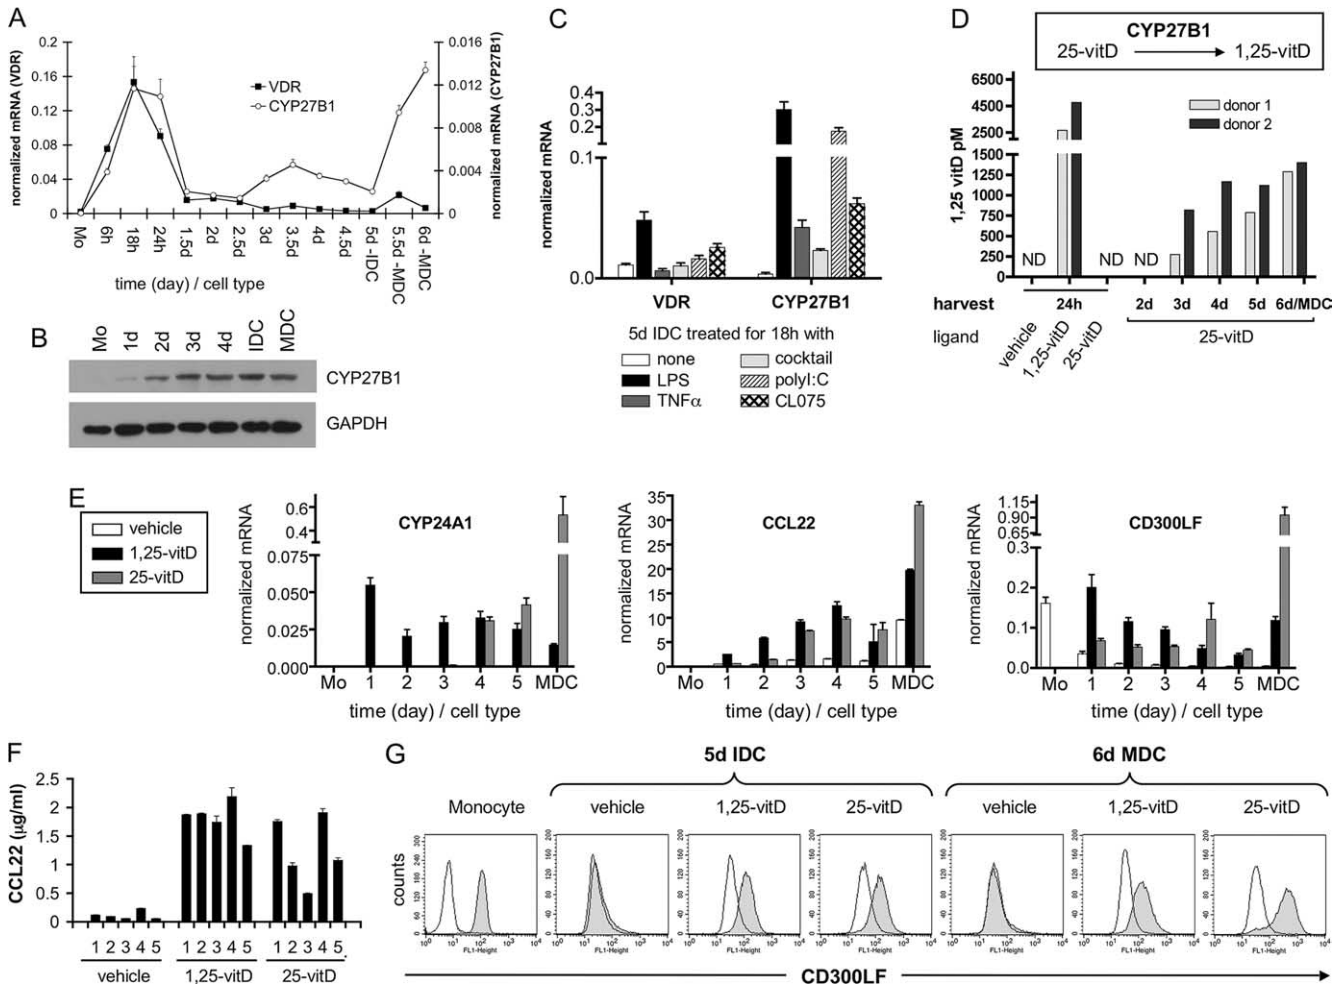 A
normalized mRNA (VDR)
0.2
0.16
0.12
0.08
0.04
0
VDR
CYP27B1
0.016
0.012
0.008
0.004
0
normalized mRNA (CYP27B1)
Mo
6h
18h
24h
1.5d
2d
2.5d
3d
3.5d
4d
4.5d
5d -IDC
5.5d -MDC
6d -MDC
time (day) / cell type
B
Mo
1d
2d
3d
4d
IDC
MDC
CYP27B1
GAPDH
C
normalized mRNA
0.4
0.3
0.2
0.1
0.0
VDR
CYP27B1
5d IDC treated for 18h with
none
LPS
TNFα
cocktail
polyI:C
CL075
D
CYP27B1
25-vitD
1,25-vitD
1,25 vitD pM
6500
4500
2500
1500
1250
1000
750
500
250
0
donor 1
donor 2
ND
ND
ND
harvest
24h
2d
3d
4d
5d
6d/MDC
ligand
vehicle
1,25-vitD
25-vitD
25-vitD
E
vehicle
1,25-vitD
25-vitD
CYP24A1
normalized mRNA
0.6
0.4
0.075
0.050
0.025
0.000
Mo 1 2 3 4 5 MDC
time (day) / cell type
CCL22
normalized mRNA
35
30
20
15
10
5
0
Mo 1 2 3 4 5 MDC
time (day) / cell type
CD300LF
normalized mRNA
1.15
0.90
0.65
0.3
0.2
0.1
0.0
Mo 1 2 3 4 5 MDC
time (day) / cell type
F
CCL22 (μg/ml)
2.5
2
1.5
1
0.5
0
1 2 3 4 5
1 2 3 4 5
1 2 3 4 5
vehicle
1,25-vitD
25-vitD
G
5d IDC
6d MDC
Monocyte
vehicle
1,25-vitD
25-vitD
vehicle
1,25-vitD
25-vitD
counts
FL1-Height
FL1-Height
FL1-Height
FL1-Height
FL1-Height
FL1-Height
FL1-Height
CD300LF